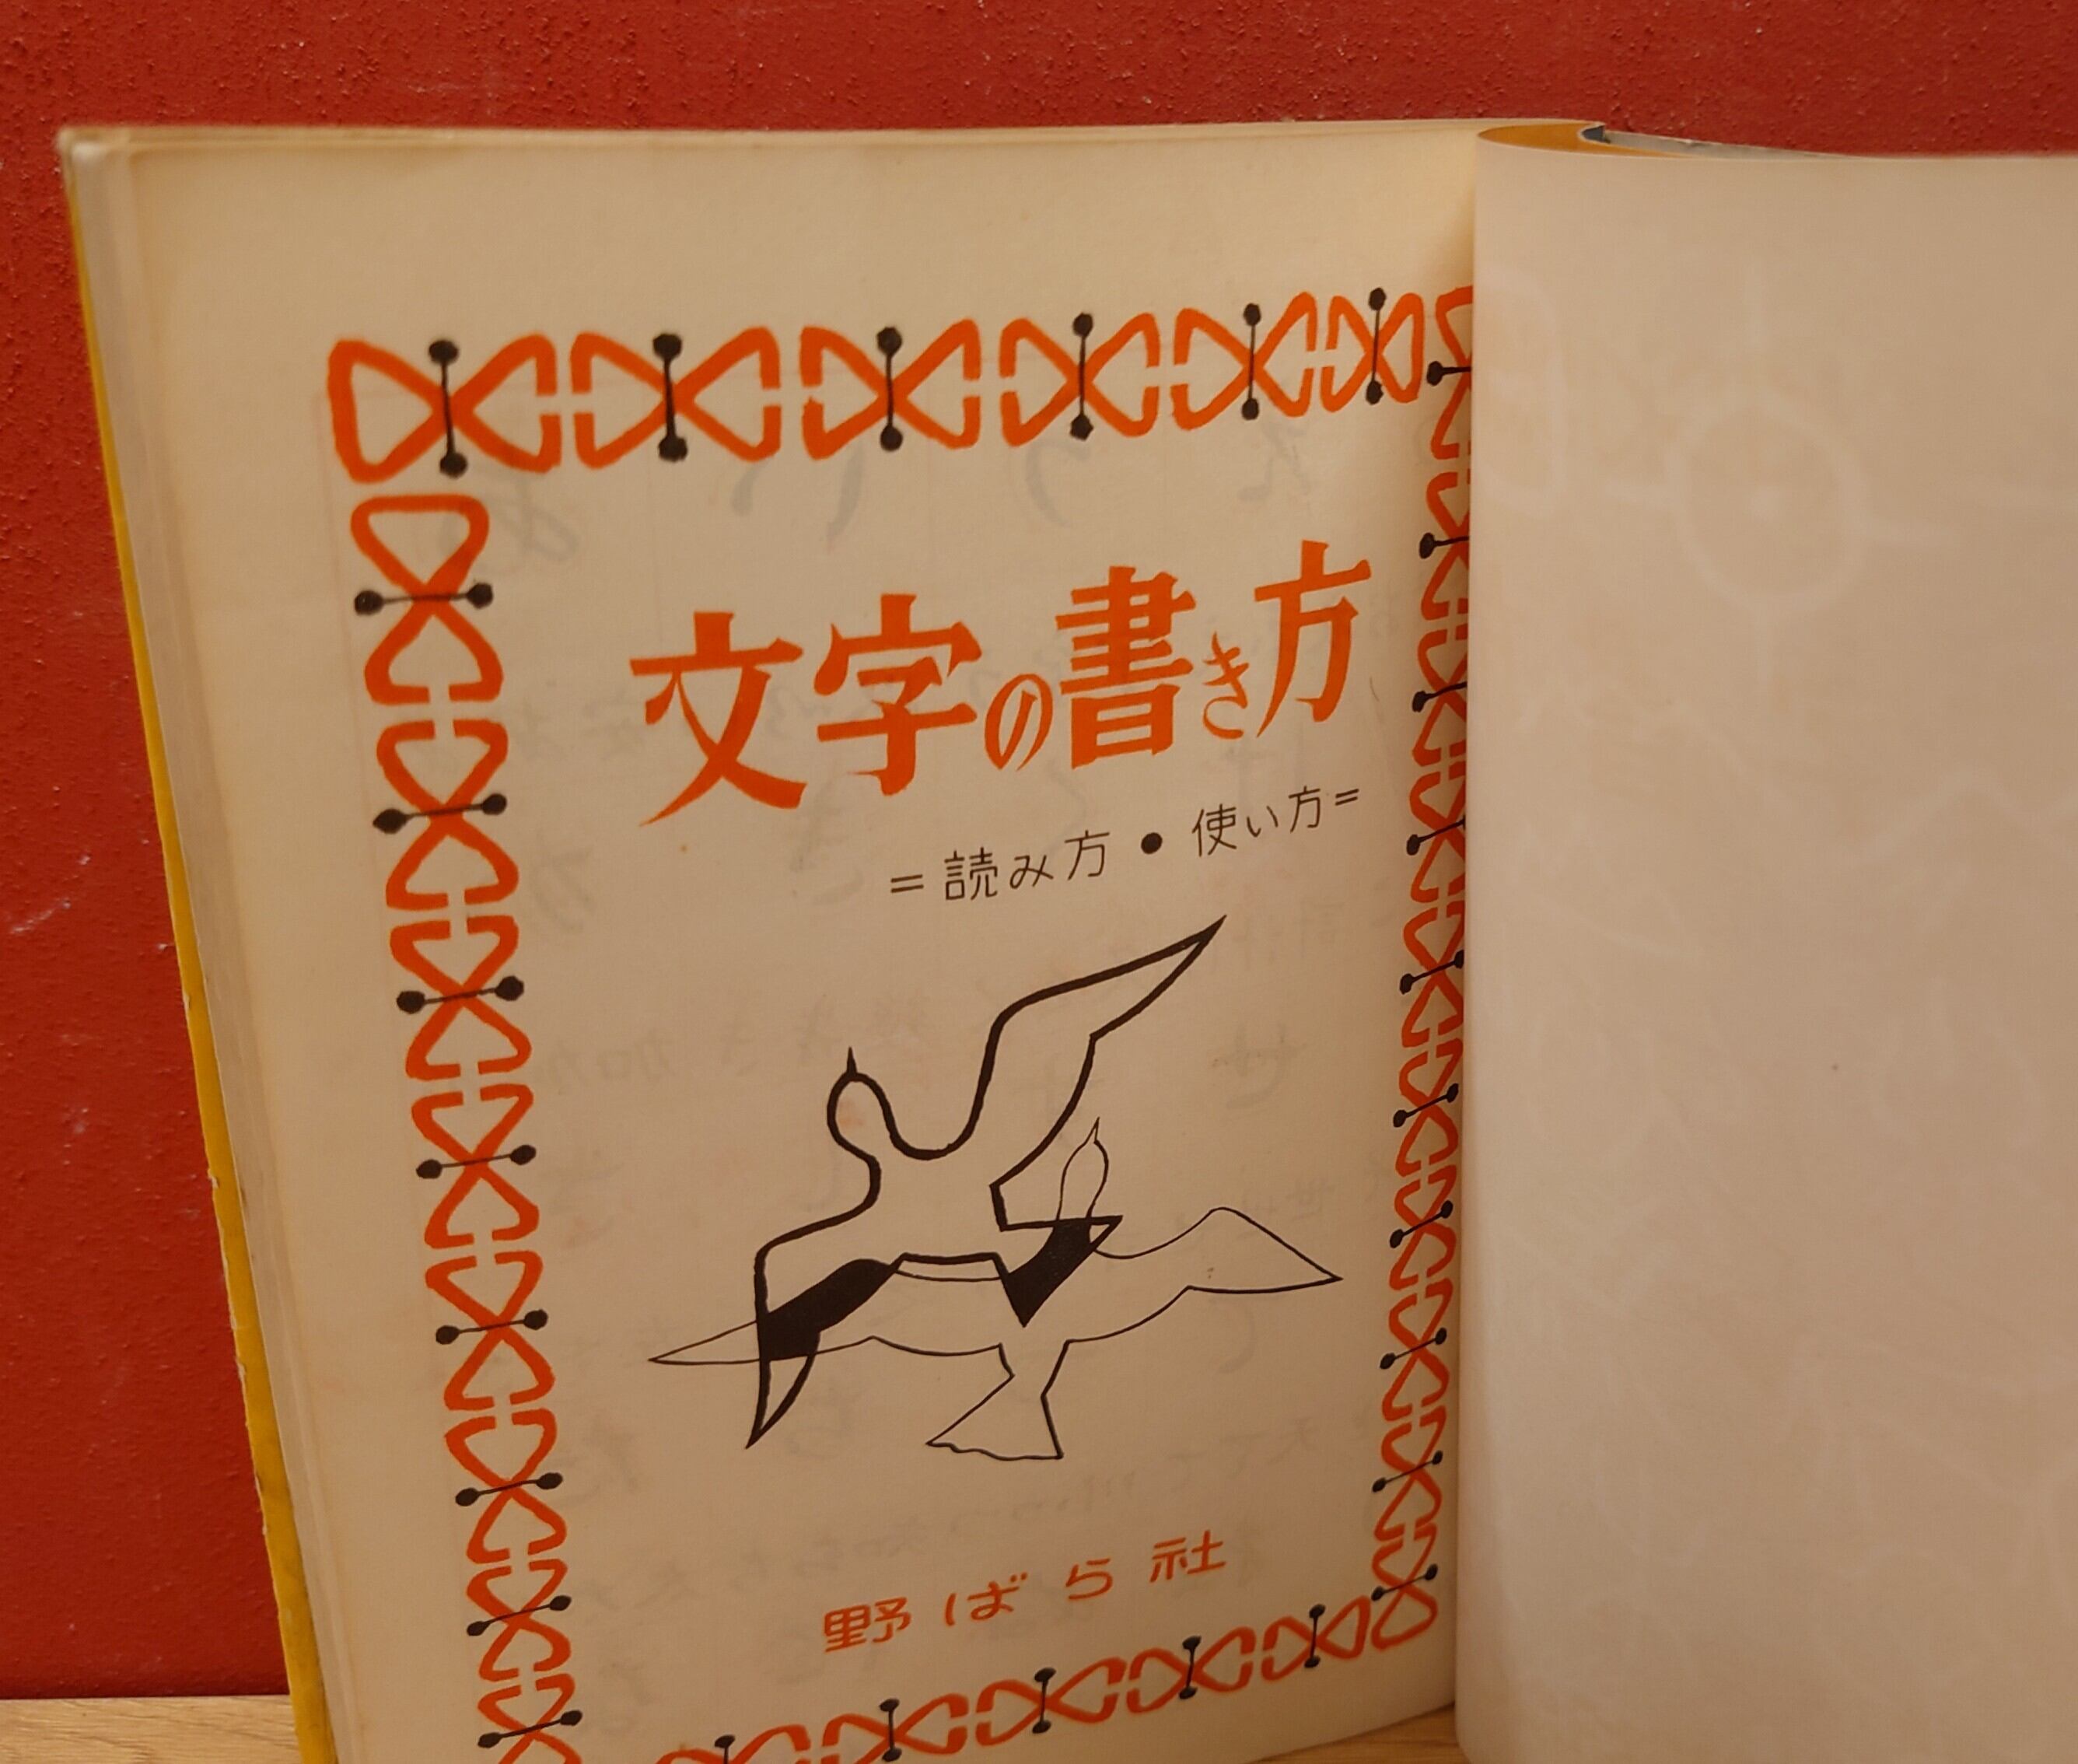 文字の書き方
=読み方・使い方=
野ばら社